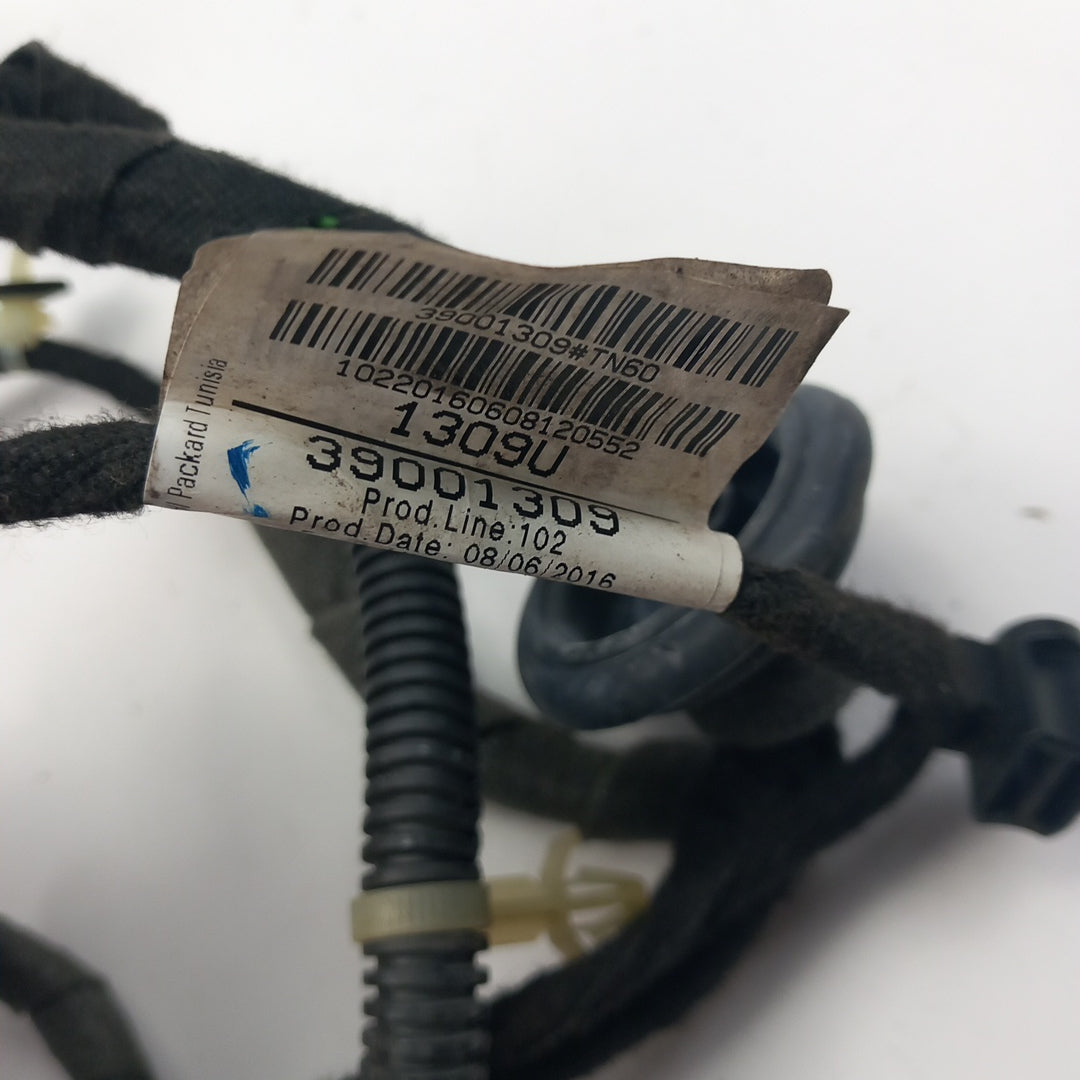 39001309#TN60
10220160608120552
1309U
39001309
Prod.Line:102
Prod.Date: 08/06/2016
Packard Tunisia